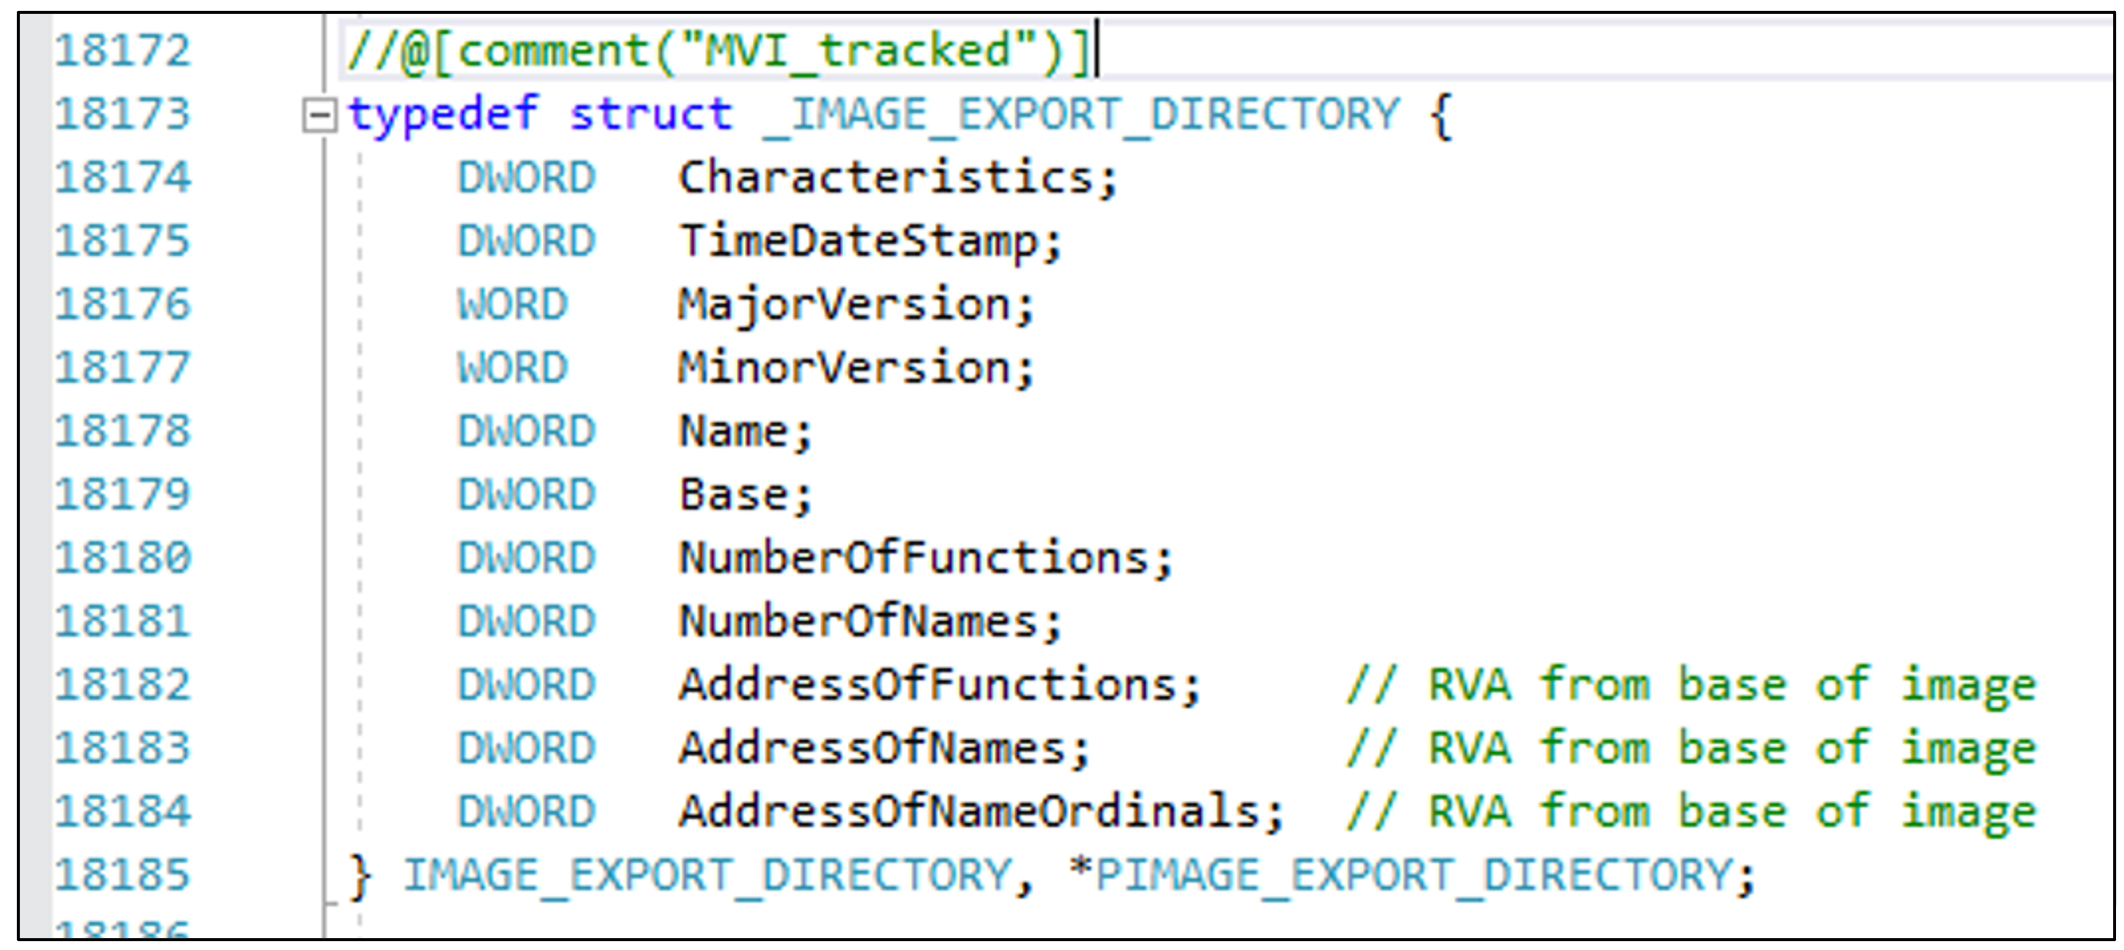 18172 //@[comment("MVI_tracked")]
18173 typedef struct _IMAGE_EXPORT_DIRECTORY {
18174     DWORD   Characteristics;
18175     DWORD   TimeDateStamp;
18176     WORD    MajorVersion;
18177     WORD    MinorVersion;
18178     DWORD   Name;
18179     DWORD   Base;
18180     DWORD   NumberOfFunctions;
18181     DWORD   NumberOfNames;
18182     DWORD   AddressOfFunctions;     // RVA from base of image
18183     DWORD   AddressOfNames;         // RVA from base of image
18184     DWORD   AddressOfNameOrdinals;  // RVA from base of image
18185 } IMAGE_EXPORT_DIRECTORY, *PIMAGE_EXPORT_DIRECTORY;
18186